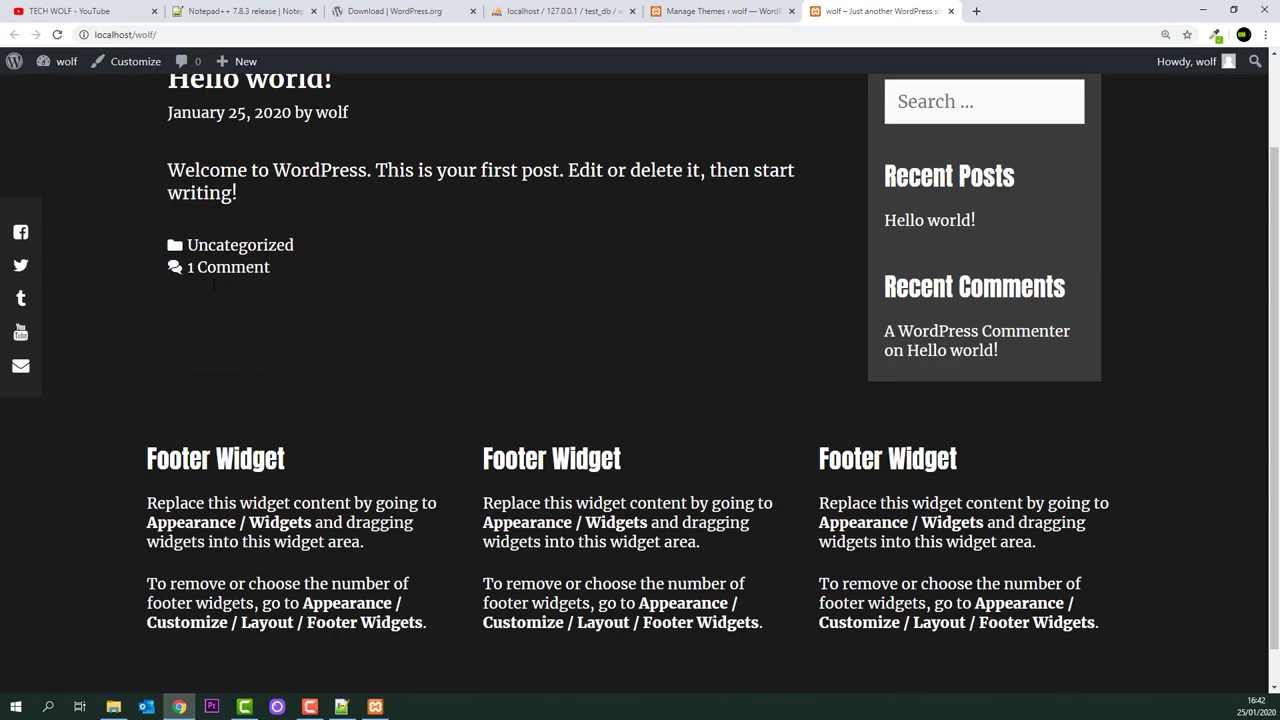 TECH WOLF - YouTube
Notepad++ 7.8.3 release | Notep
Download | WordPress.org
localhost / 127.0.0.1 / test_db / w
Manage Themes ‹ wolf — WordP
wolf – Just another WordPress si
localhost/wolf/
wolf
Customize
0
New
Howdy, wolf
Hello world!
January 25, 2020 by wolf
Welcome to WordPress. This is your first post. Edit or delete it, then start
writing!
Uncategorized
1 Comment
Search ...
Recent Posts
Hello world!
Recent Comments
A WordPress Commenter
on Hello world!
You
Tube
Footer Widget
Replace this widget content by going to
Appearance / Widgets and dragging
widgets into this widget area.
To remove or choose the number of
footer widgets, go to Appearance /
Customize / Layout / Footer Widgets.
Footer Widget
Replace this widget content by going to
Appearance / Widgets and dragging
widgets into this widget area.
To remove or choose the number of
footer widgets, go to Appearance /
Customize / Layout / Footer Widgets.
Footer Widget
Replace this widget content by going to
Appearance / Widgets and dragging
widgets into this widget area.
To remove or choose the number of
footer widgets, go to Appearance /
Customize / Layout / Footer Widgets.
Pr
16:42
25/01/2020